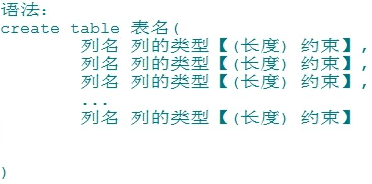 语法：
create table 表名(
列名 列的类型【(长度) 约束】,
列名 列的类型【(长度) 约束】,
列名 列的类型【(长度) 约束】,
...
列名 列的类型【(长度) 约束】
)